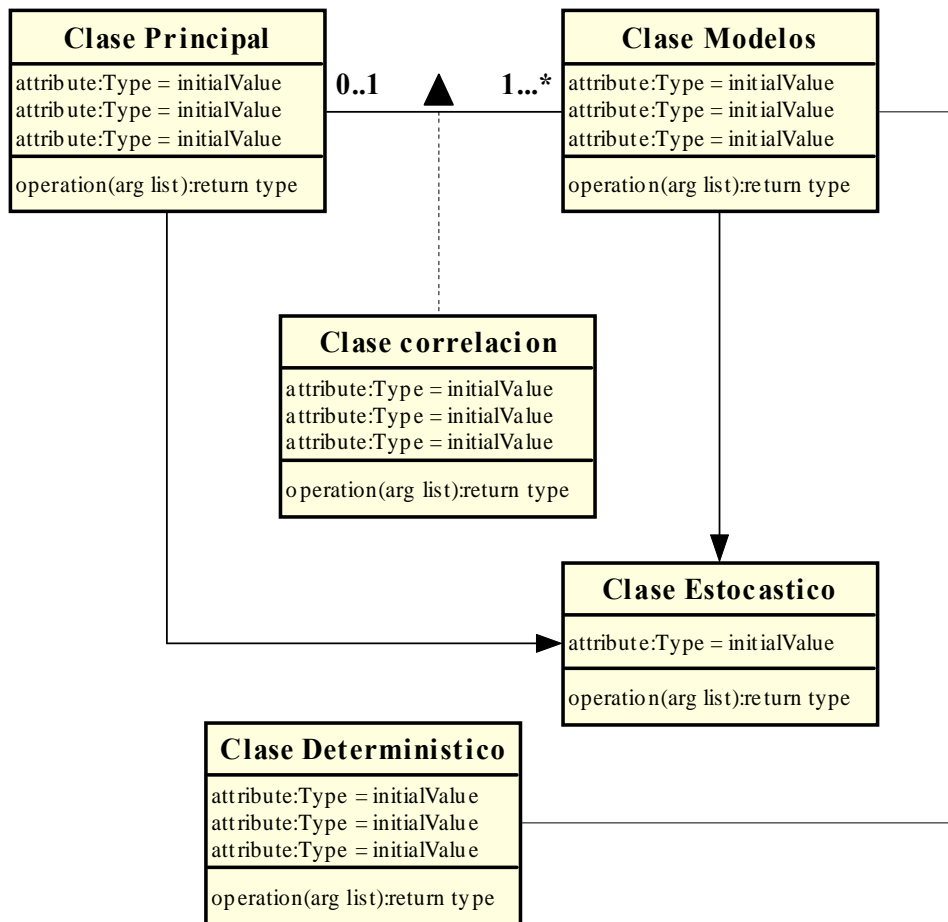 Clase Principal
attribute:Type = initialValue
attribute:Type = initialValue
attribute:Type = initialValue
operation(arg list):return type
0..1
1...*
Clase Modelos
attribute:Type = initialValue
attribute:Type = initialValue
attribute:Type = initialValue
operation(arg list):return type
Clase correlacion
attribute:Type = initialValue
attribute:Type = initialValue
attribute:Type = initialValue
operation(arg list):return type
Clase Estocastico
attribute:Type = initialValue
operation(arg list):return type
Clase Deterministico
attribute:Type = initialValue
attribute:Type = initialValue
attribute:Type = initialValue
operation(arg list):return type